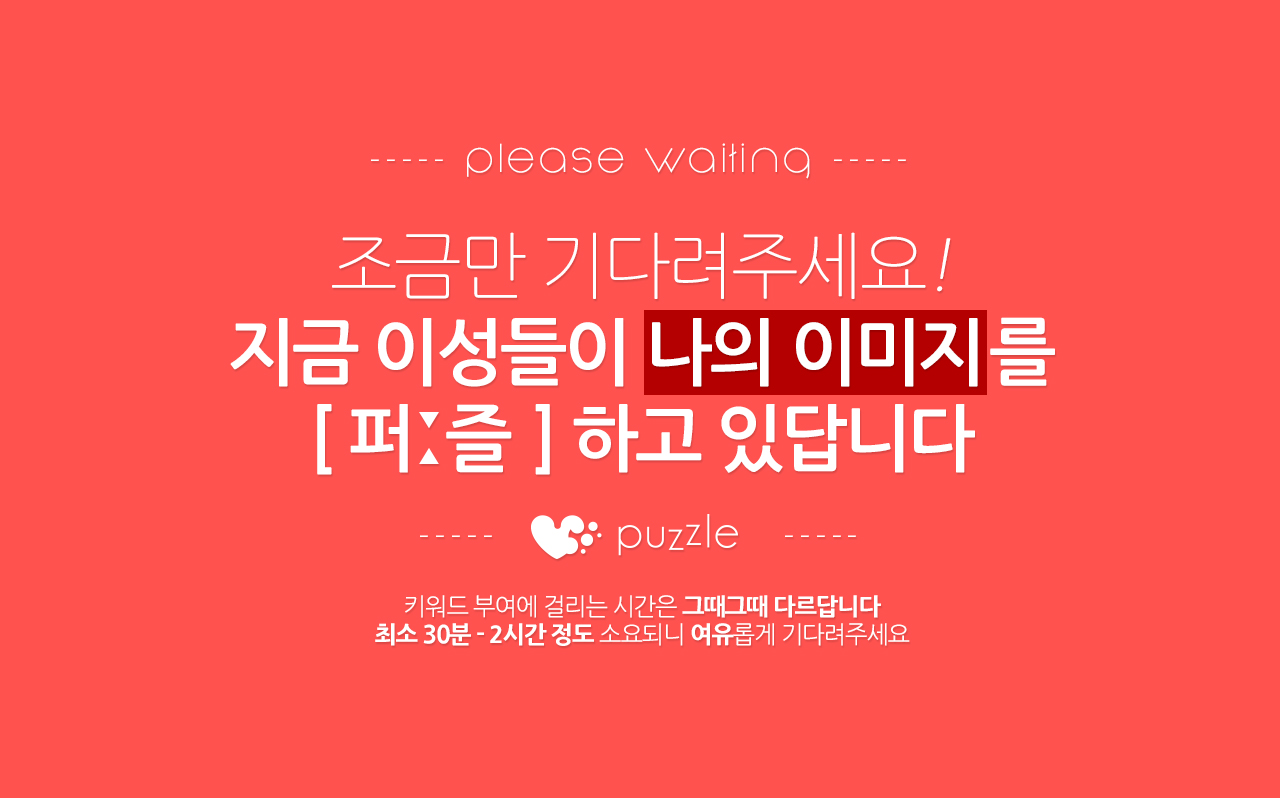 ----- please waiting -----
조금만 기다려주세요!
지금 이성들이 나의 이미지를
[ 퍼:즐 ] 하고 있답니다
----- puzzle -----
키워드 부여에 걸리는 시간은 그때그때 다르답니다
최소 30분 - 2시간 정도 소요되니 여유롭게 기다려주세요